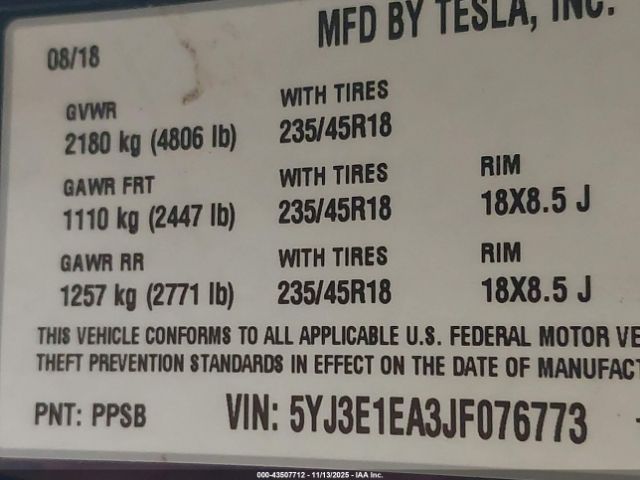 MFD BY TESLA, INC.
08/18
GVWR WITH TIRES
2180 kg (4806 lb) 235/45R18
GAWR FRT WITH TIRES RIM
1110 kg (2447 lb) 235/45R18 18X8.5 J
GAWR RR WITH TIRES RIM
1257 kg (2771 lb) 235/45R18 18X8.5 J
THIS VEHICLE CONFORMS TO ALL APPLICABLE U.S. FEDERAL MOTOR VE
THEFT PREVENTION STANDARDS IN EFFECT ON THE DATE OF MANUFACT
PNT: PPSB VIN: 5YJ3E1EA3JF076773
000-43507712 - 11/13/2025 - IAA Inc.